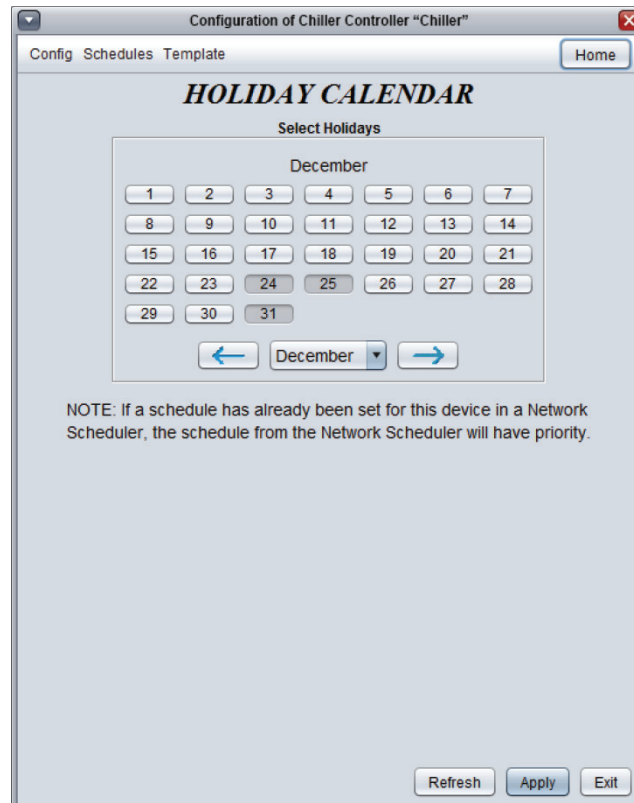 Configuration of Chiller Controller “Chiller”
Config Schedules Template Home
HOLIDAY CALENDAR
Select Holidays
December
1 2 3 4 5 6 7
8 9 10 11 12 13 14
15 16 17 18 19 20 21
22 23 24 25 26 27 28
29 30 31
December
NOTE: If a schedule has already been set for this device in a Network
Scheduler, the schedule from the Network Scheduler will have priority.
Refresh Apply Exit